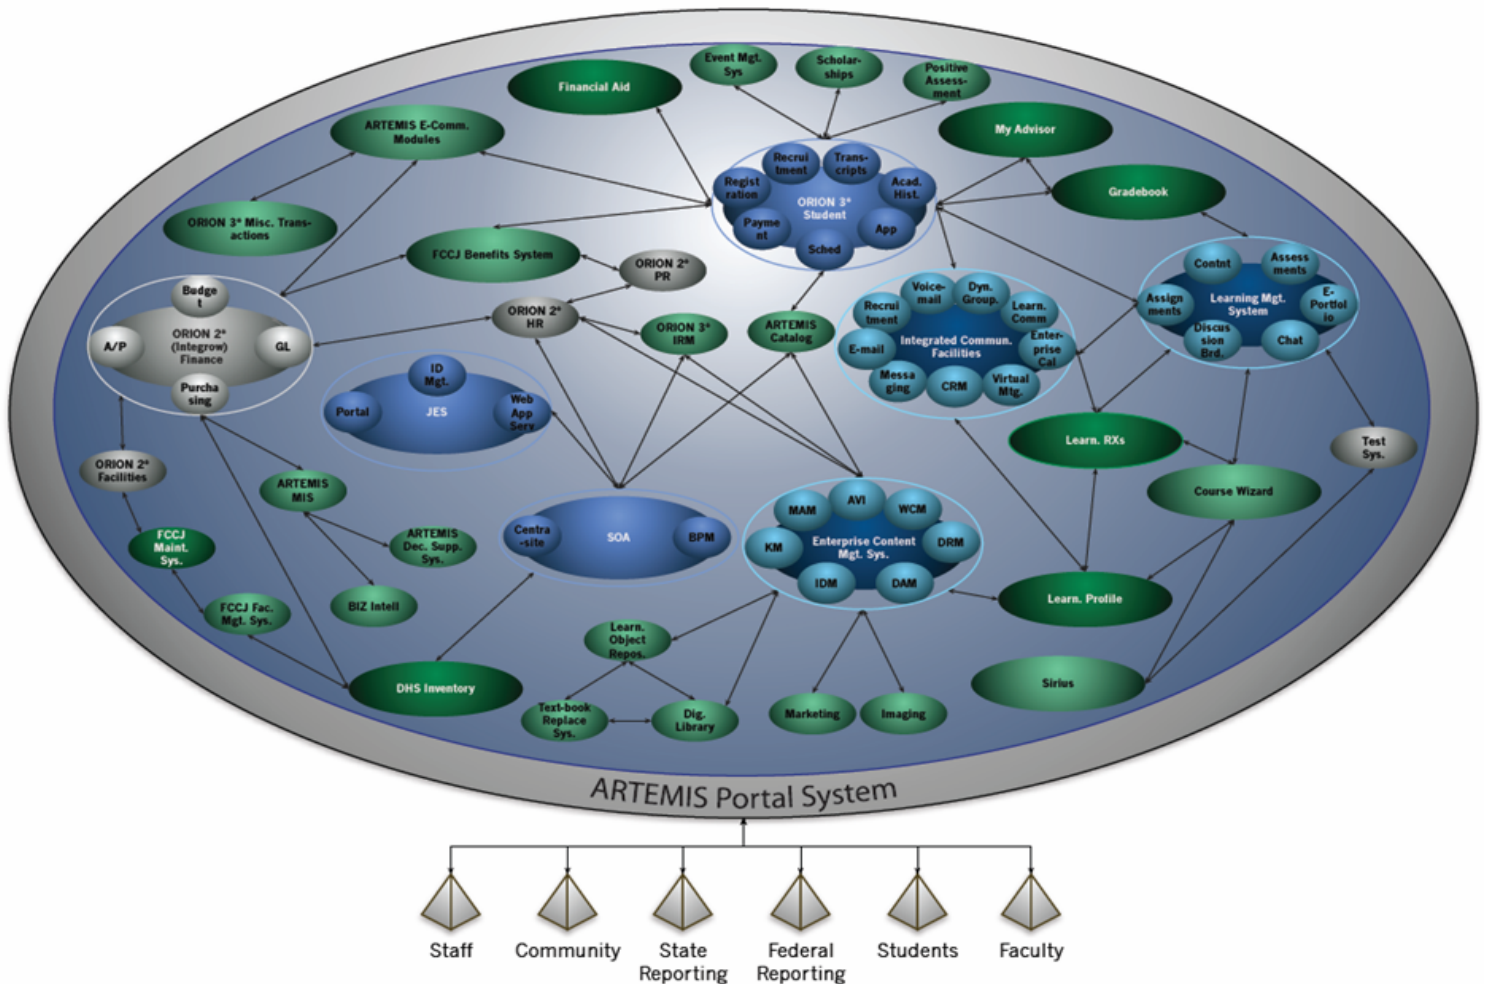 Event Mgt.
Sys
Scholar-
ships
Positive
Assess-
ment
Financial Aid
ARTEMIS E-Comm.
Modules
My Advisor
Recrui
tment
Trans-
cripts
Regist
ration
Acad.
Hist.
ORION 3*
Student
Payme
nt
App
Sched
Gradebook
ORION 3* Misc. Trans-
actions
FCCJ Benefits System
ORION 2*
PR
ORION 2*
HR
ORION 3*
IRM
ARTEMIS
Catalog
Budge
t
A/P
ORION 2*
(Integrow)
Finance
GL
Purcha
sing
Voice-
mail
Dyn.
Group.
Recrui
tment
Learn.
Comm
E-mail
Integrated Commun.
Facilities
Enter-
prise
Cal
Messa
ging
CRM
Virtual
Mtg.
Contnt
Assess
ments
Assign
ments
Learning Mgt.
System
E-
Portfol
io
Discus
sion
Brd.
Chat
ID
Mgt.
Portal
JES
Web
App
Serv
Learn. RXs
Test
Sys.
ORION 2*
Facilities
ARTEMIS
MIS
Course Wizard
FCCJ
Maint.
Sys.
ARTEMIS
Dec. Supp.
Sys.
Centra
-site
SOA
BPM
MAM
AVI
WCM
KM
Enterprise Content
Mgt. Sys.
DRM
IDM
DAM
FCCJ Fac.
Mgt. Sys.
BIZ Intell
Learn. Profile
Learn.
Object
Repos.
DHS Inventory
Sirius
Text-book
Replace
Sys.
Dig.
Library
Marketing
Imaging
ARTEMIS Portal System
Staff
Community
State
Reporting
Federal
Reporting
Students
Faculty